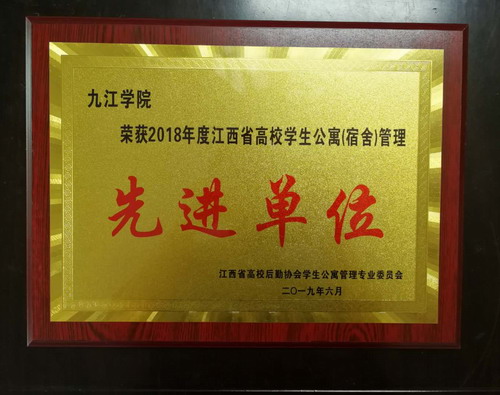 九江学院
荣获2018年度江西省高校学生公寓(宿舍)管理
先进单位
江西省高校后勤协会学生公寓管理专业委员会
二〇一九年六月